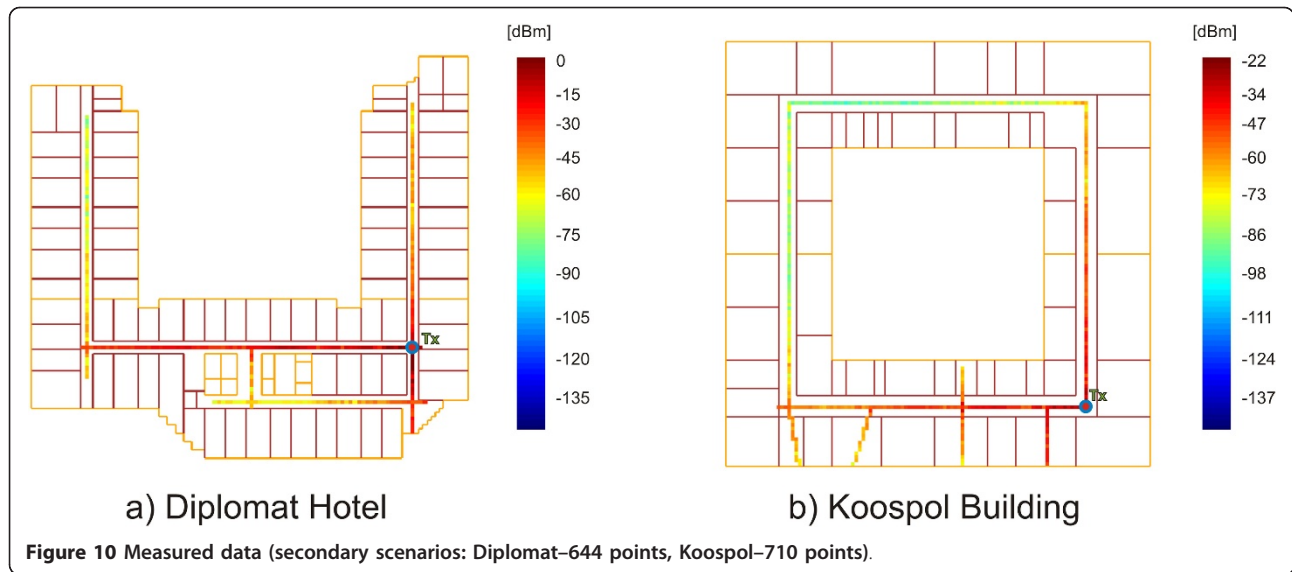 [dBm]
0
-15
-30
-45
-60
-75
-90
-105
-120
-135
Tx
a) Diplomat Hotel
[dBm]
-22
-34
-47
-60
-73
-86
-98
-111
-124
-137
Tx
b) Koospol Building
Figure 10 Measured data (secondary scenarios: Diplomat–644 points, Koospol–710 points).